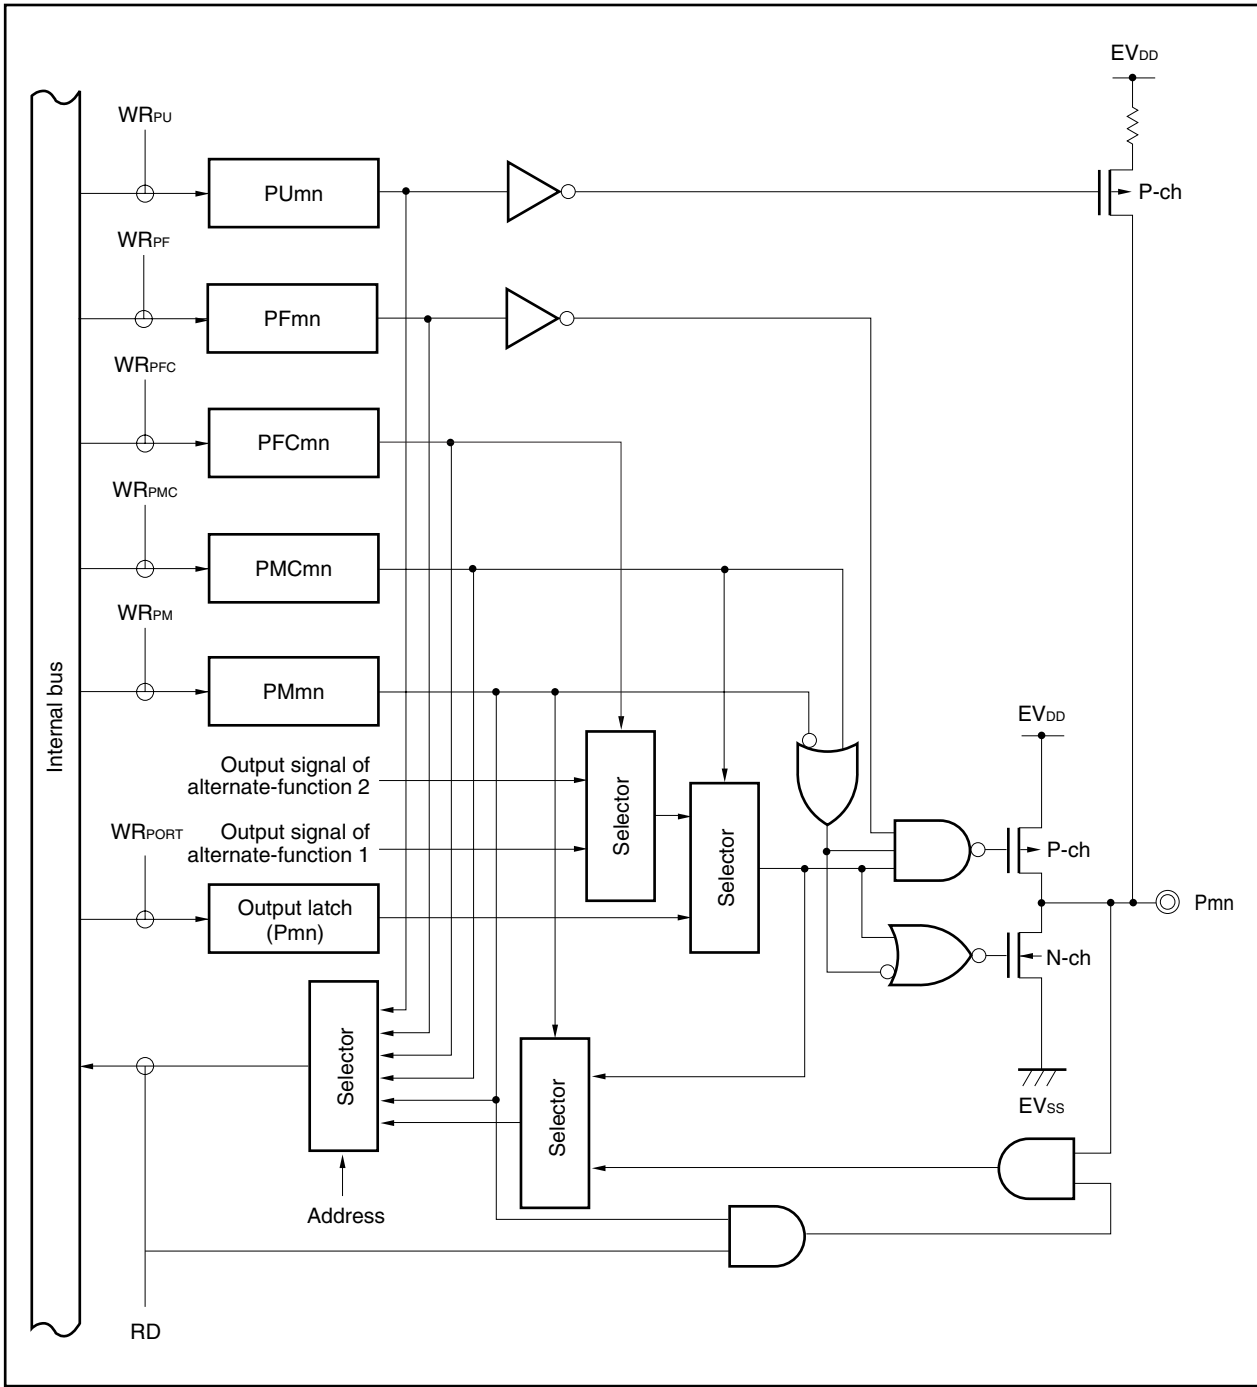 EVDD
WRPU
PUmn
P-ch
WRPF
PFmn
WRPFC
PFCmn
WRPMC
PMCmn
WRPM
PMmn
Internal bus
EVDD
Output signal of
alternate-function 2
Selector
Selector
WRPORT
Output signal of
alternate-function 1
P-ch
Output latch
(Pmn)
Pmn
N-ch
Selector
Selector
EVSS
Address
RD